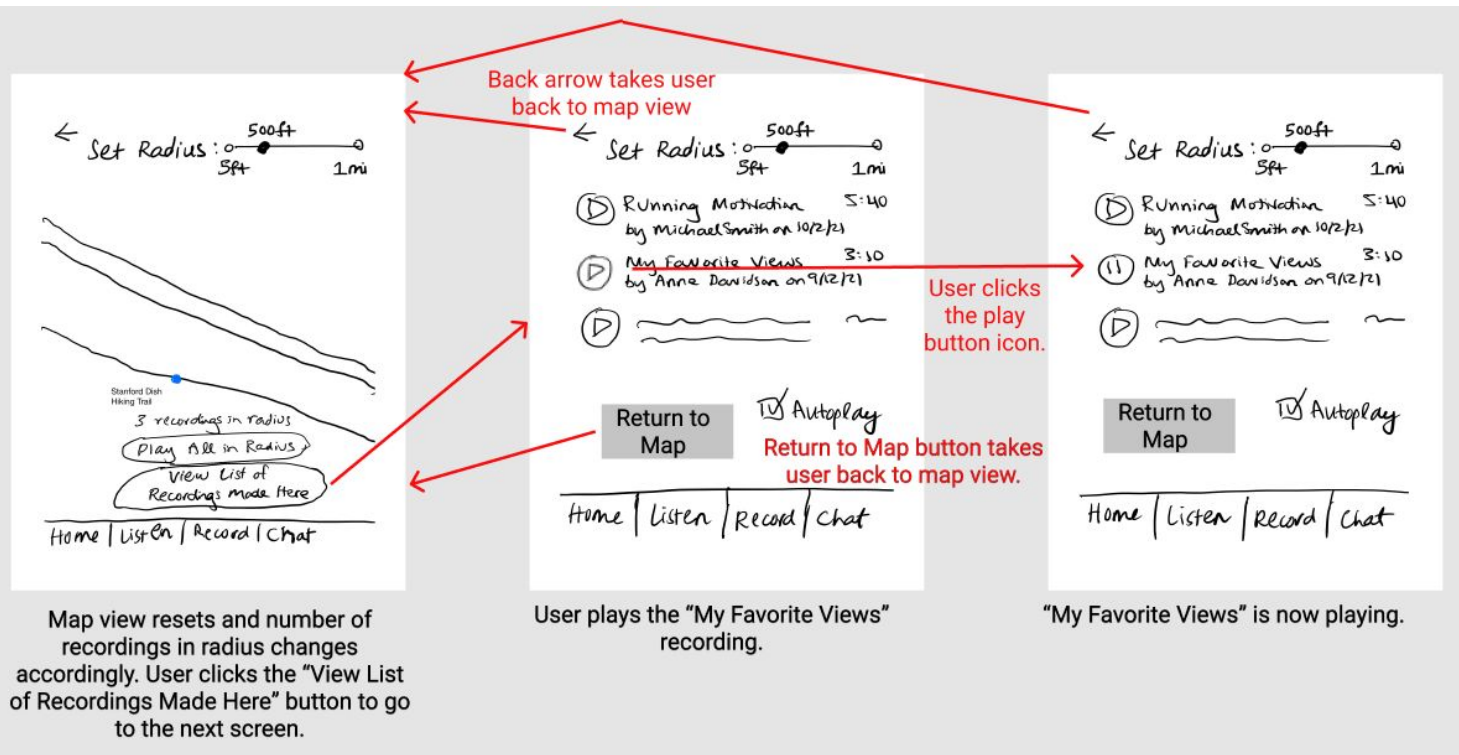 Back arrow takes user
back to map view
←
Set Radius:
500ft
5ft
1mi
Stanford Dish
Hiking Trail
3 recordings in radius
Play All in Radius
View List of
Recordings Made Here
Home | Listen | Record | Chat
Map view resets and number of
recordings in radius changes
accordingly. User clicks the “View List
of Recordings Made Here” button to go
to the next screen.
←
Set Radius:
500ft
5ft
1mi
Running Motivation 5:40
by Michael Smith on 10/2/21
My Favorite Views 3:10
by Anne Davidson on 9/12/21
Return to
Map
Autoplay
Return to Map button takes
user back to map view.
Home | Listen | Record | Chat
User plays the “My Favorite Views”
recording.
User clicks
the play
button icon.
←
Set Radius:
500ft
5ft
1mi
Running Motivation 5:40
by Michael Smith on 10/2/21
My Favorite Views 3:10
by Anne Davidson on 9/12/21
Return to
Map
Autoplay
Home | Listen | Record | Chat
“My Favorite Views” is now playing.